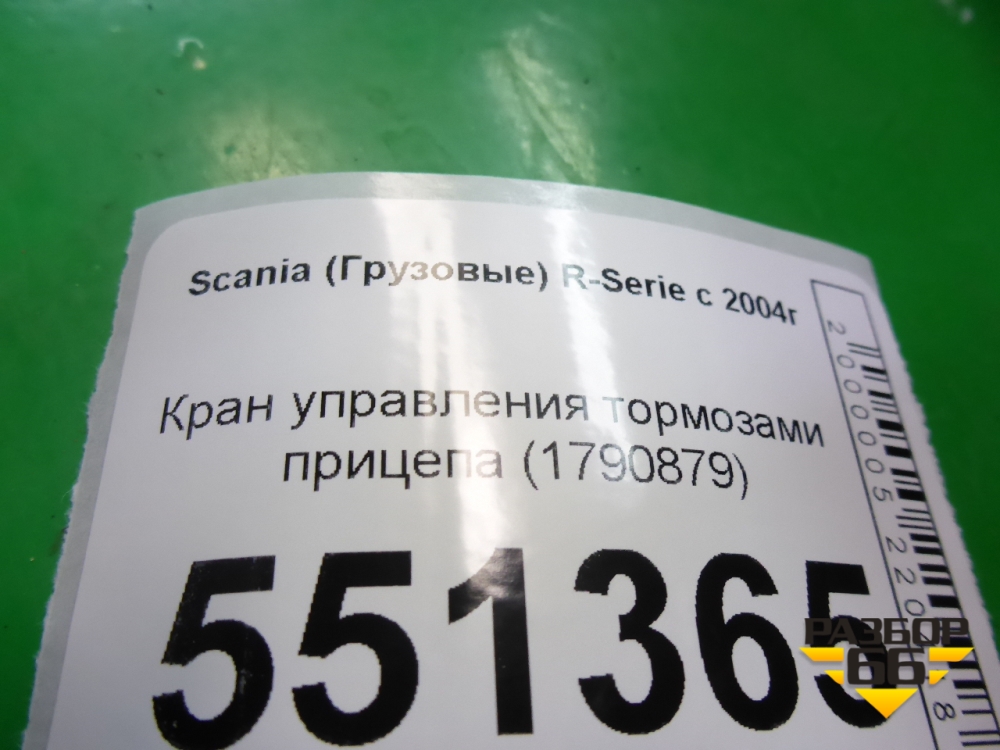 Scania (Грузовые) R-Serie с 2004г
Кран управления тормозами
прицепа (1790879)
551365
РАЗБОР
66